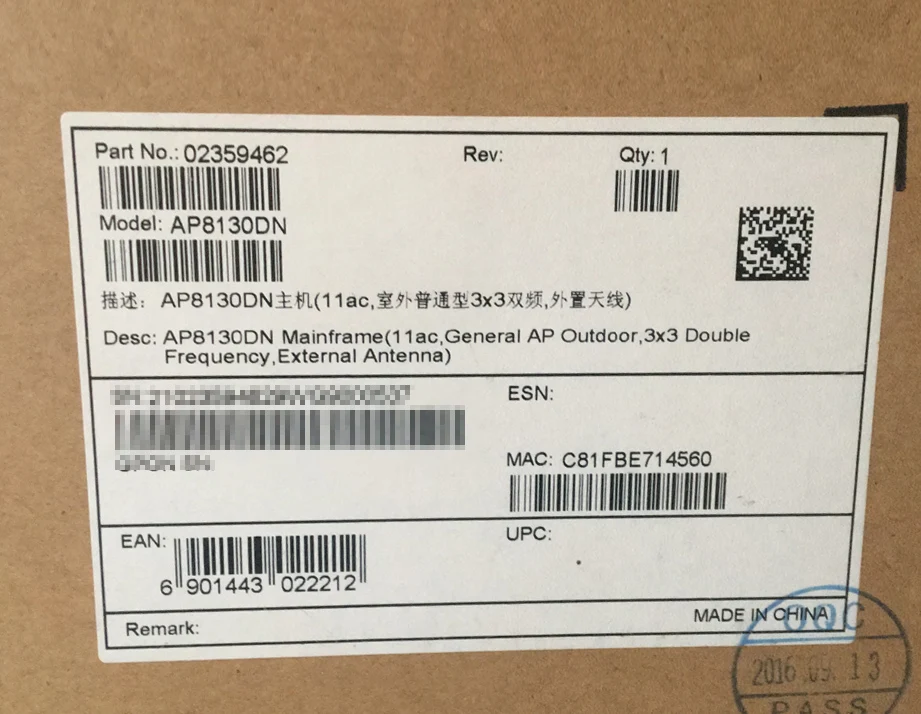 Part No.: 02359462
Rev:
Qty: 1
Model: AP8130DN
描述: AP8130DN主机(11ac,室外普通型3x3双频,外置天线)
Desc: AP8130DN Mainframe(11ac,General AP Outdoor,3x3 Double
Frequency,External Antenna)
ESN:
MAC: C81FBE714560
EAN:
6 901443 022212
UPC:
MADE IN CHINA
Remark:
OQC
2016.09.13
PASS